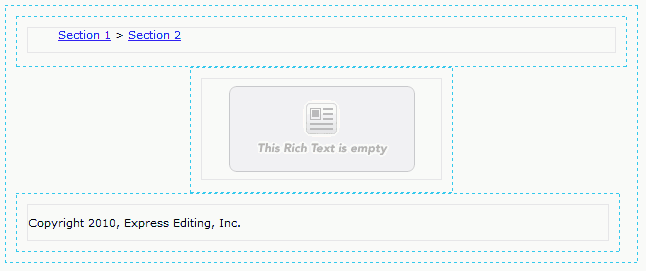 Section 1 > Section 2
This Rich Text is empty
Copyright 2010, Express Editing, Inc.